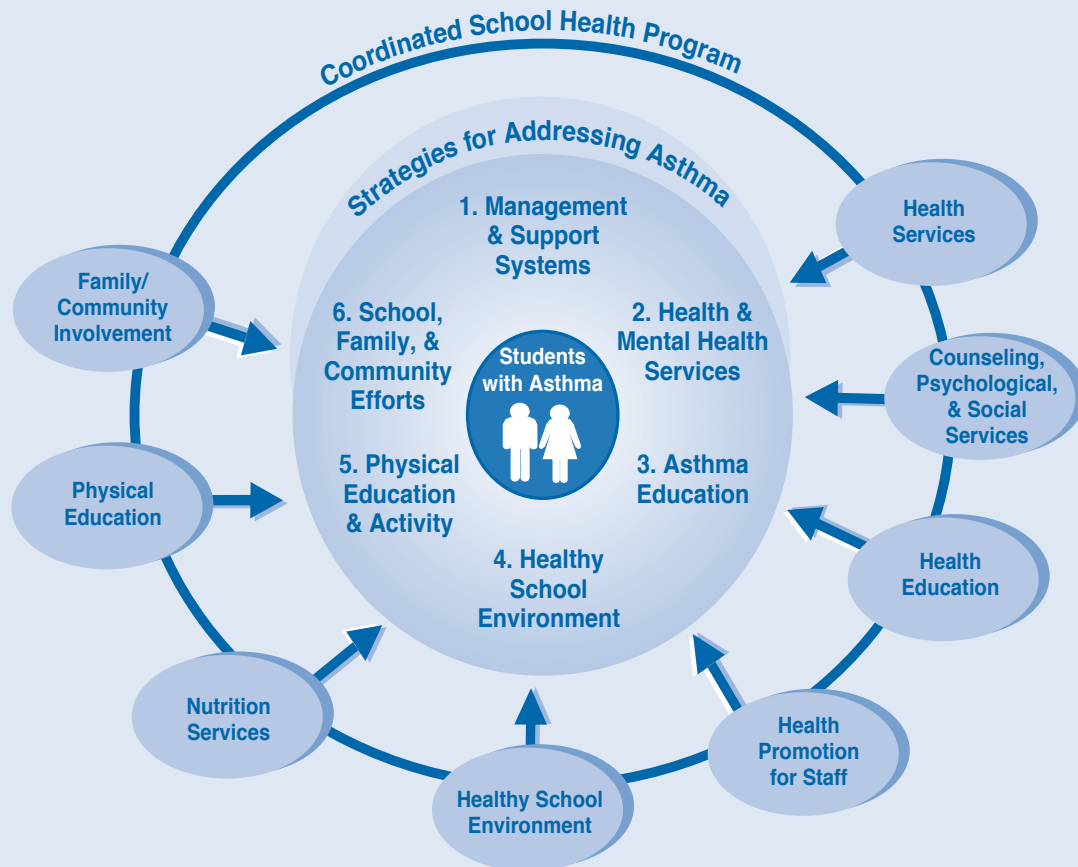 Coordinated School Health Program
Strategies for Addressing Asthma
1. Management
& Support
Systems
2. Health &
Mental Health
Services
3. Asthma
Education
4. Healthy
School
Environment
5. Physical
Education
& Activity
6. School,
Family, &
Community
Efforts
Students
with Asthma
Health
Services
Counseling,
Psychological,
& Social
Services
Health
Education
Health
Promotion
for Staff
Healthy School
Environment
Nutrition
Services
Physical
Education
Family/
Community
Involvement